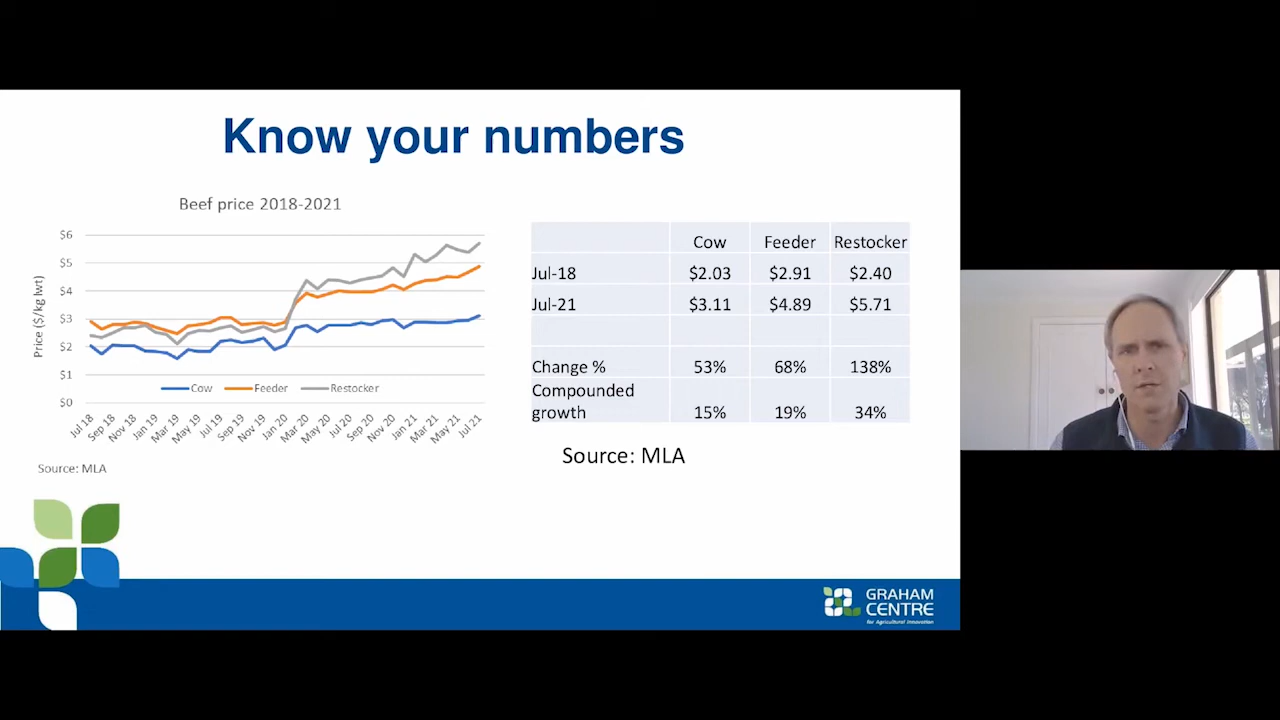 Know your numbers
Beef price 2018-2021
Price ($/kg lwt)
$6
$5
$4
$3
$2
$1
$0
Cow Feeder Restocker
Jul 18 Sep 18 Nov 18 Jan 19 Mar 19 May 19 Jul 19 Sep 19 Nov 19 Jan 20 Mar 20 May 20 Jul 20 Sep 20 Nov 20 Jan 21 Mar 21 May 21 Jul 21
Source: MLA
Cow Feeder Restocker
Jul-18 $2.03 $2.91 $2.40
Jul-21 $3.11 $4.89 $5.71
Change % 53% 68% 138%
Compounded
growth 15% 19% 34%
Source: MLA
GRAHAM
CENTRE
for Agricultural Innovation